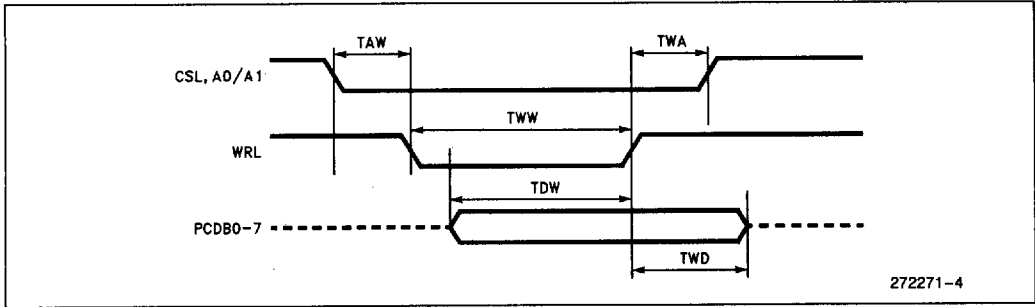 TAW
TWA
CSL, A0/A1
TWW
WRL
TDW
PCDB0-7
TWD
272271-4